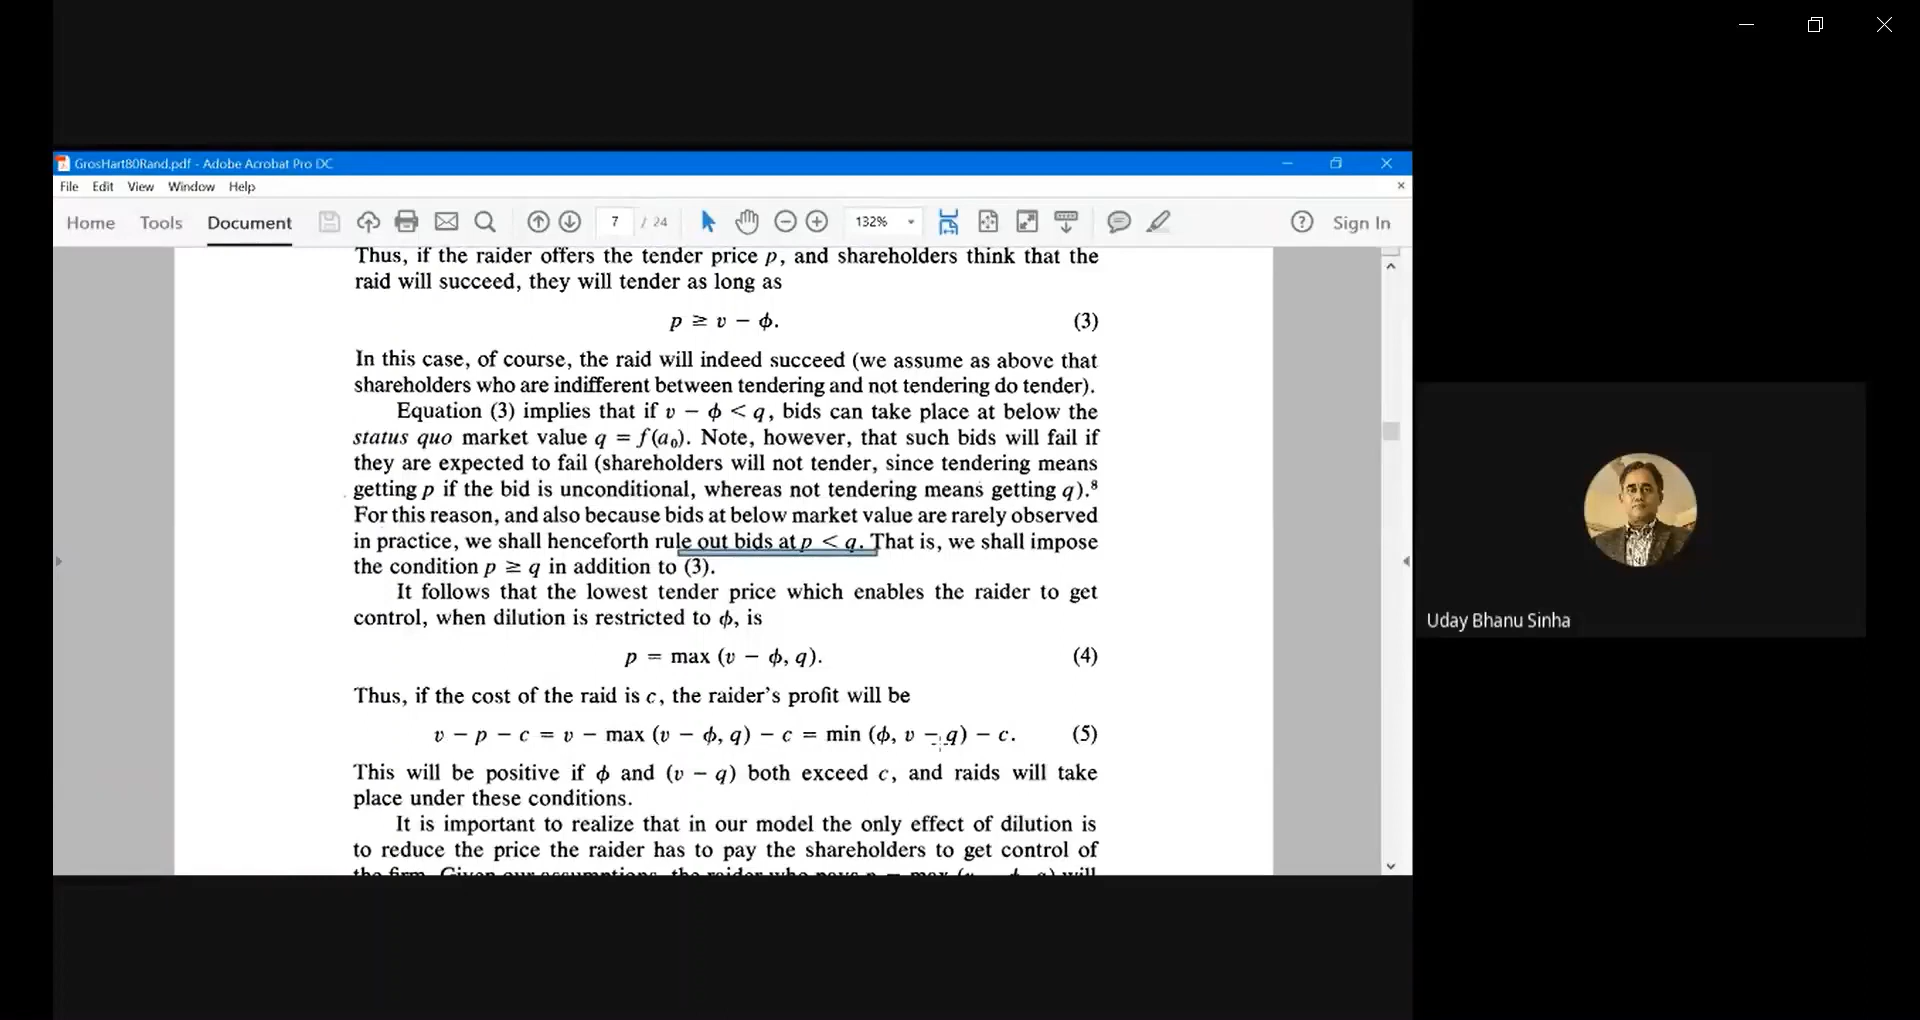 GrosHart80Rand.pdf - Adobe Acrobat Pro DC
File Edit View Window Help
Home Tools Document 7 / 24 132% Sign In
Thus, if the raider offers the tender price p, and shareholders think that the
raid will succeed, they will tender as long as
p ≥ v − ϕ. (3)
In this case, of course, the raid will indeed succeed (we assume as above that
shareholders who are indifferent between tendering and not tendering do tender).
Equation (3) implies that if v − ϕ < q, bids can take place at below the
status quo market value q = f(a₀). Note, however, that such bids will fail if
they are expected to fail (shareholders will not tender, since tendering means
getting p if the bid is unconditional, whereas not tendering means getting q).⁸
For this reason, and also because bids at below market value are rarely observed
in practice, we shall henceforth rule out bids at p < q. That is, we shall impose
the condition p ≥ q in addition to (3).
It follows that the lowest tender price which enables the raider to get
control, when dilution is restricted to ϕ, is
p = max (v − ϕ, q). (4)
Thus, if the cost of the raid is c, the raider's profit will be
v − p − c = v − max (v − ϕ, q) − c = min (ϕ, v − q) − c. (5)
This will be positive if ϕ and (v − q) both exceed c, and raids will take
place under these conditions.
It is important to realize that in our model the only effect of dilution is
to reduce the price the raider has to pay the shareholders to get control of
the firm. Given our assumptions, the raider who pays p = max (v − ϕ, q) will
Uday Bhanu Sinha